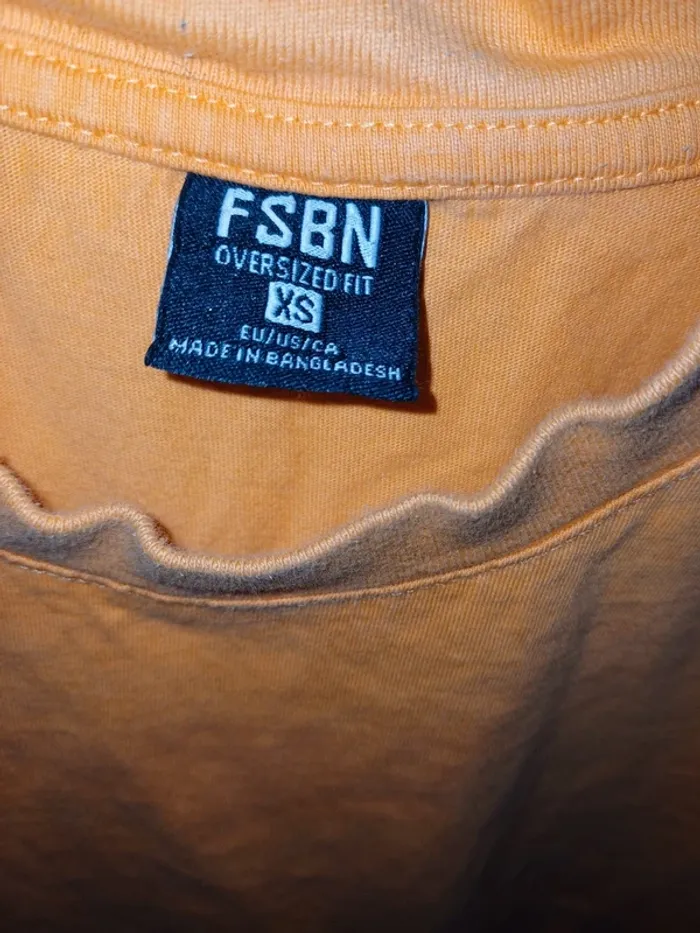 FSBN
OVERSIZED FIT
XS
EU/US/CA
MADE IN BANGLADESH